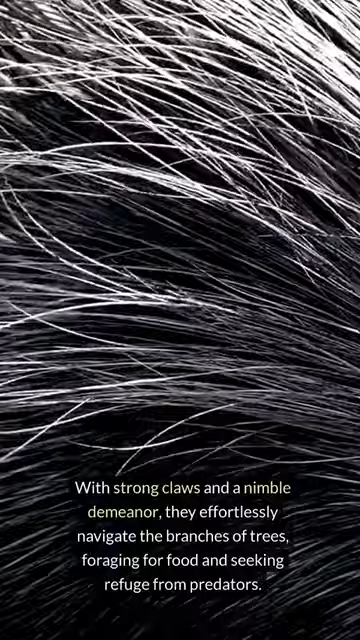 With strong claws and a nimble
demeanor, they effortlessly
navigate the branches of trees,
foraging for food and seeking
refuge from predators.